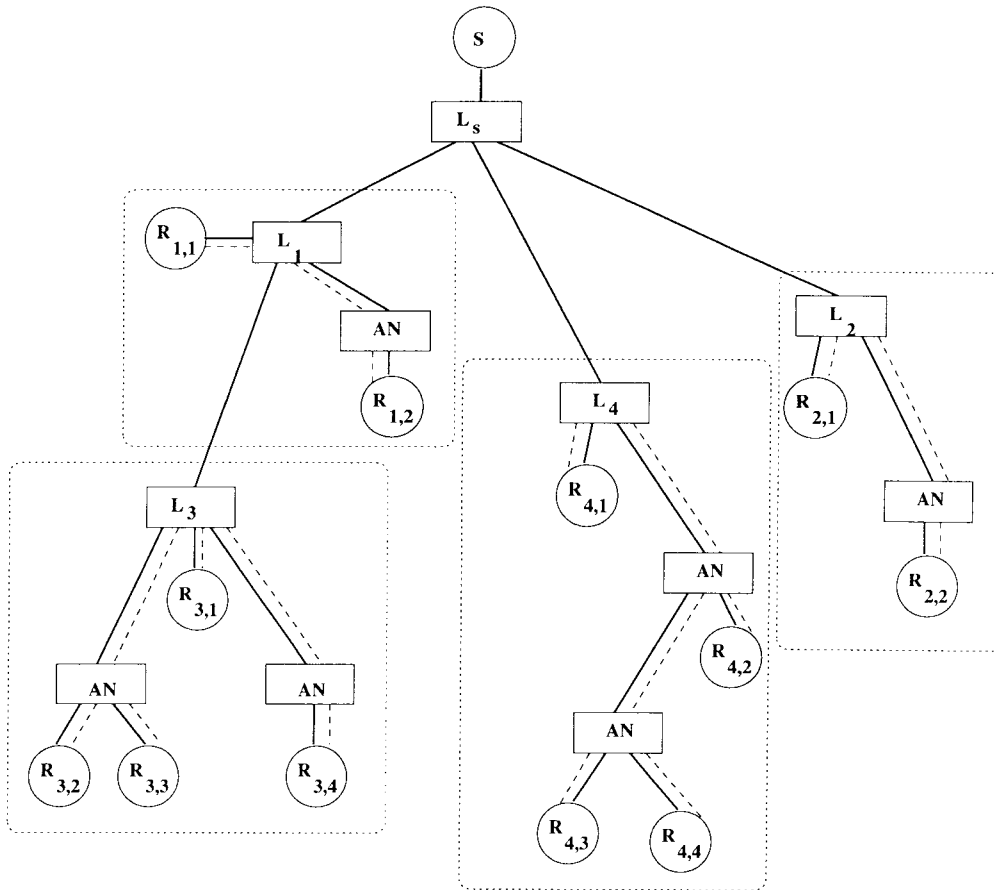 S
L s
R 1,1
L 1
AN
R 1,2
L 2
R 2,1
AN
R 2,2
L 4
R 4,1
AN
R 4,2
AN
R 4,3
R 4,4
L 3
R 3,1
AN
AN
R 3,2
R 3,3
R 3,4